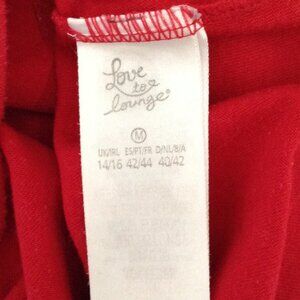 Love
to
lounge
M
UK/IRL ES/PT/FR D/NL/B/A
14/16 42/44 40/42